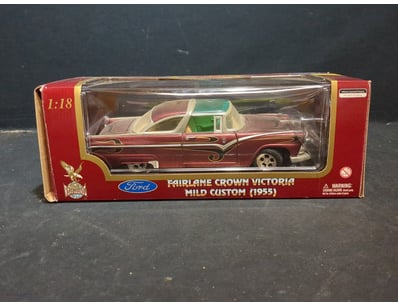 1:18
Ford
FAIRLANE CROWN VICTORIA
MILD CUSTOM (1955)
WARNING: